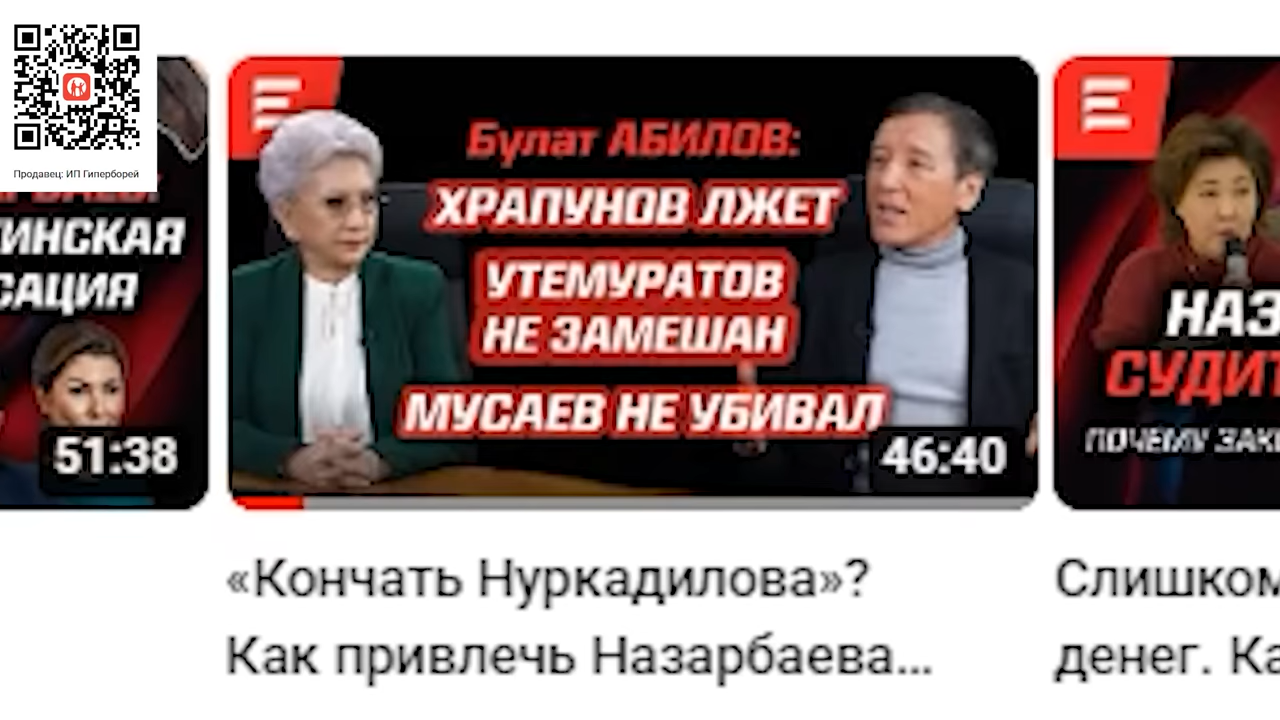 Продавец: ИП Гиперборей
ИНСКАЯ
САЦИЯ
51:38
Булат АБИЛОВ:
ХРАПУНОВ ЛЖЕТ
УТЕМУРАТОВ
НЕ ЗАМЕШАН
МУСАЕВ НЕ УБИВАЛ
46:40
«Кончать Нуркадилова»?
Как привлечь Назарбаева...
НАЗ
СУДИТ
ПОЧЕМУ ЗАК
Слишком
денег. Ка